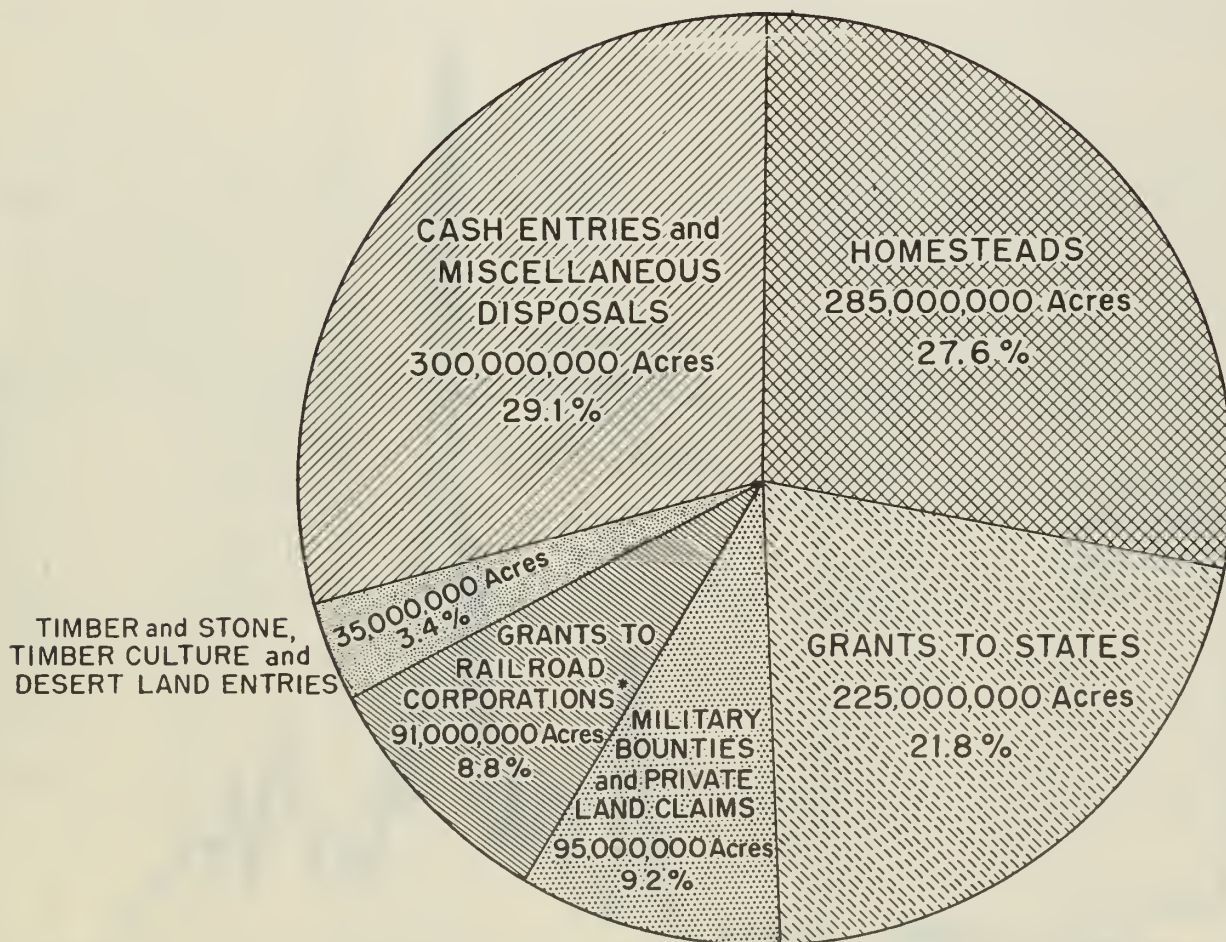 CASH ENTRIES and
MISCELLANEOUS
DISPOSALS
300,000,000 Acres
29.1%
HOMESTEADS
285,000,000 Acres
27.6%
TIMBER and STONE,
TIMBER CULTURE and
DESERT LAND ENTRIES
35,000,000 Acres
3.4%
GRANTS TO
RAILROAD
CORPORATIONS*
91,000,000 Acres
8.8%
MILITARY
BOUNTIES
and PRIVATE
LAND CLAIMS
95,000,000 Acres
9.2%
GRANTS TO STATES
225,000,000 Acres
21.8%